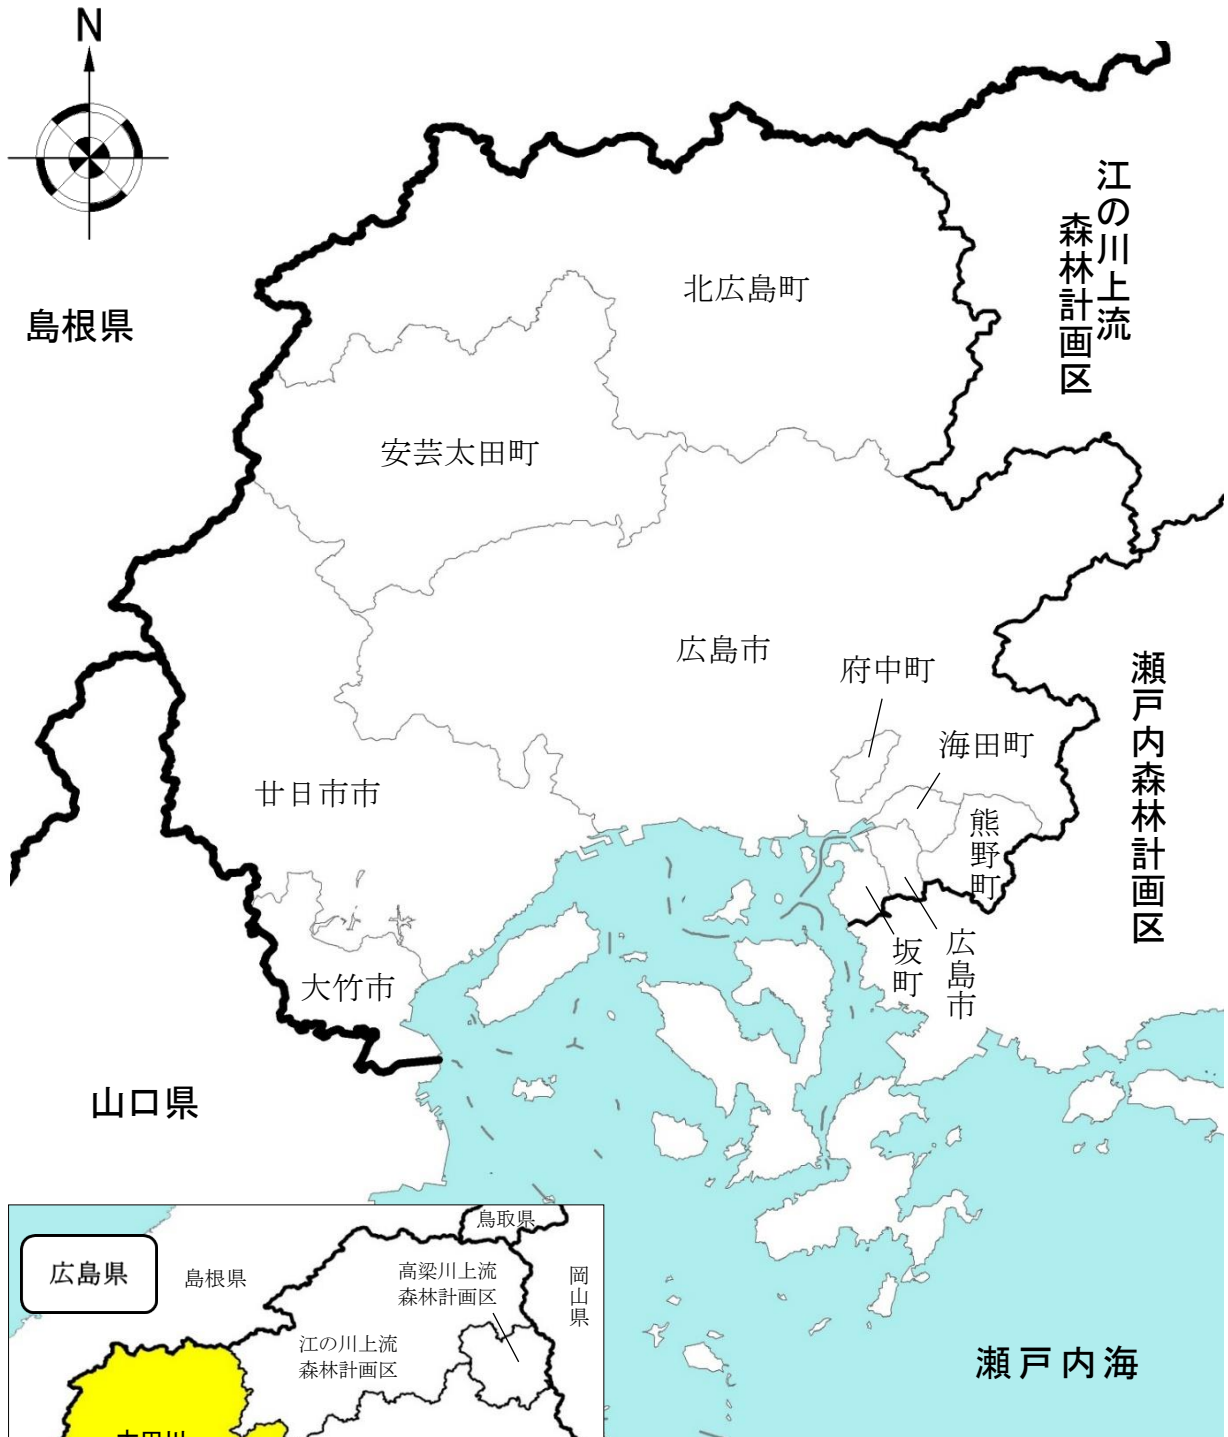 N
江の川上流
森林計画区
北広島町
島根県
安芸太田町
広島市
府中町
瀬戸内森林計画区
海田町
廿日市市
熊野町
坂町
広島市
大竹市
山口県
鳥取県
広島県
島根県
高梁川上流
森林計画区
岡山県
江の川上流
森林計画区
瀬戸内海
太田川